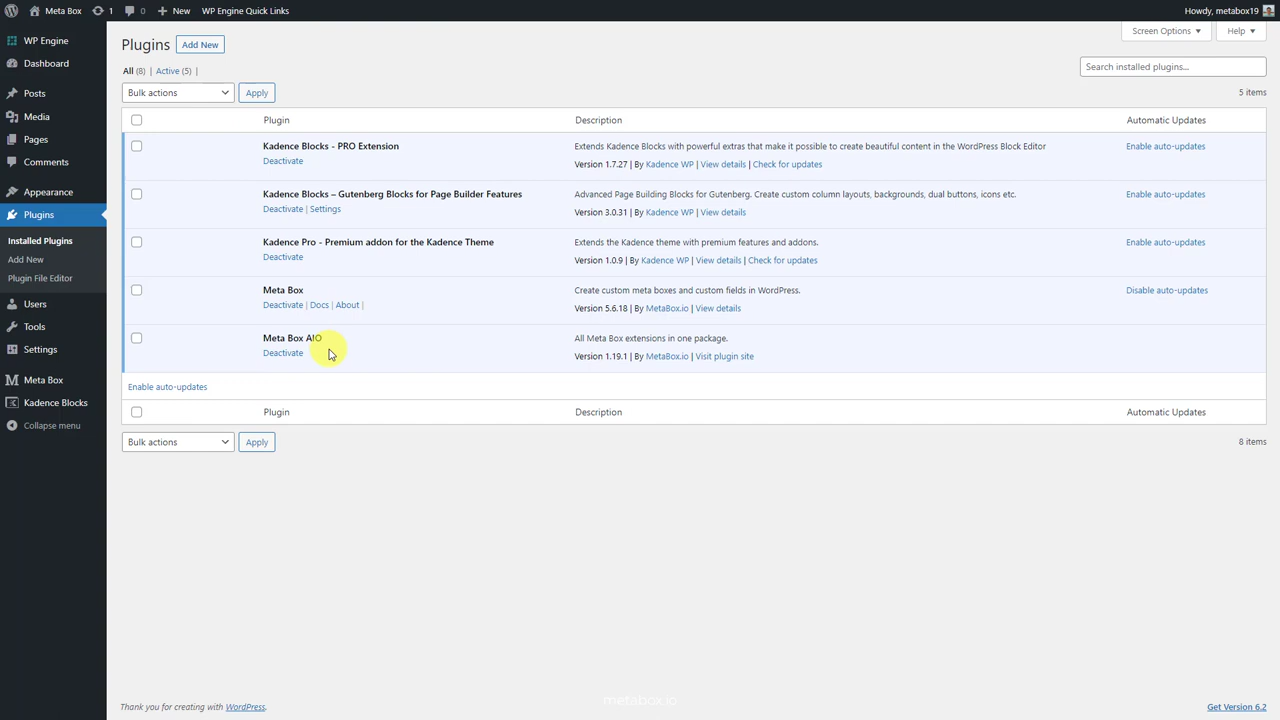 Meta Box 1 0 New WP Engine Quick Links Howdy, metabox19
Screen Options Help
WP Engine
Dashboard
Posts
Media
Pages
Comments
Appearance
Plugins
Installed Plugins
Add New
Plugin File Editor
Users
Tools
Settings
Meta Box
Kadence Blocks
Collapse menu
Plugins Add New
All (8) | Active (5) |
Search installed plugins...
Bulk actions Apply 5 items
Plugin Description Automatic Updates
Kadence Blocks - PRO Extension Extends Kadence Blocks with powerful extras that make it possible to create beautiful content in the WordPress Block Editor Enable auto-updates
Deactivate Version 1.7.27 | By Kadence WP | View details | Check for updates
Kadence Blocks – Gutenberg Blocks for Page Builder Features Advanced Page Building Blocks for Gutenberg. Create custom column layouts, backgrounds, dual buttons, icons etc. Enable auto-updates
Deactivate | Settings Version 3.0.31 | By Kadence WP | View details
Kadence Pro - Premium addon for the Kadence Theme Extends the Kadence theme with premium features and addons. Enable auto-updates
Deactivate Version 1.0.9 | By Kadence WP | View details | Check for updates
Meta Box Create custom meta boxes and custom fields in WordPress. Disable auto-updates
Deactivate | Docs | About | Version 5.6.18 | By MetaBox.io | View details
Meta Box AIO All Meta Box extensions in one package.
Deactivate Version 1.19.1 | By MetaBox.io | Visit plugin site
Enable auto-updates
Plugin Description Automatic Updates
Bulk actions Apply 8 items
metabox.io
Thank you for creating with WordPress. Get Version 6.2